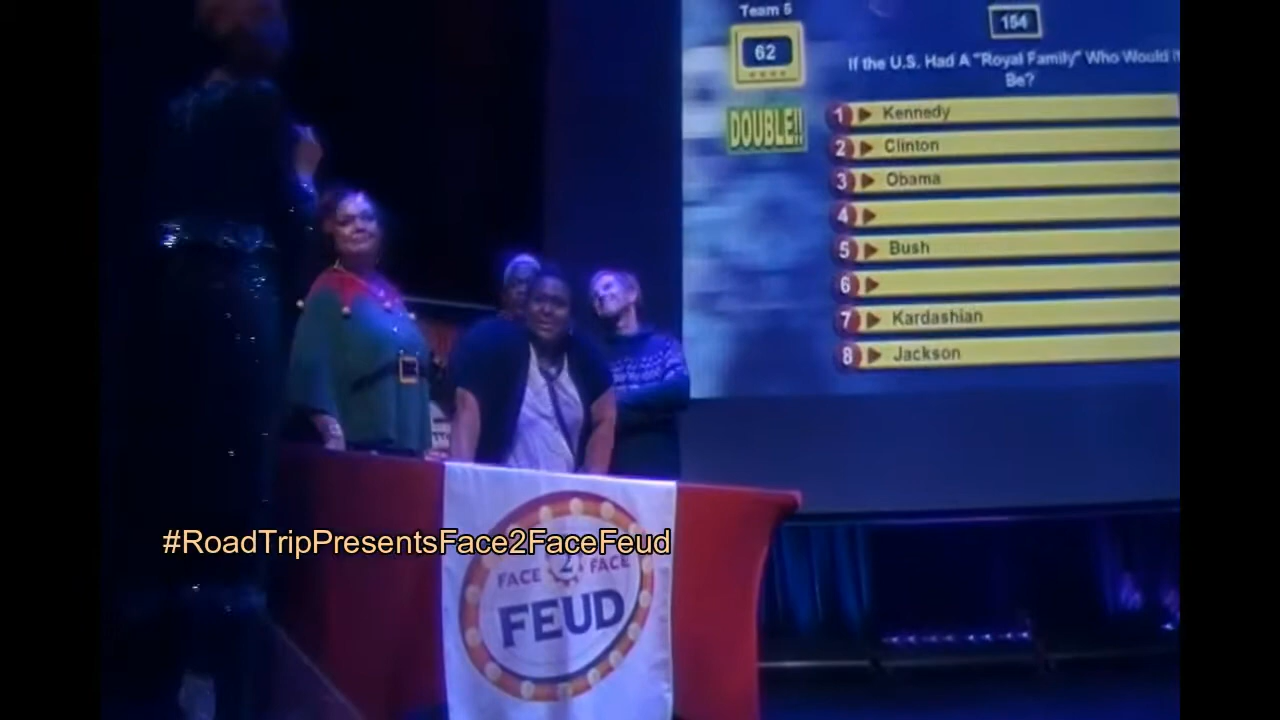 Team 5
62
154
If the U.S. Had A "Royal Family" Who Would
Be?
DOUBLE!!
1 Kennedy
2 Clinton
3 Obama
4
5 Bush
6
7 Kardashian
8 Jackson
#RoadTripPresentsFace2FaceFeud
FACE 2 FACE
FEUD